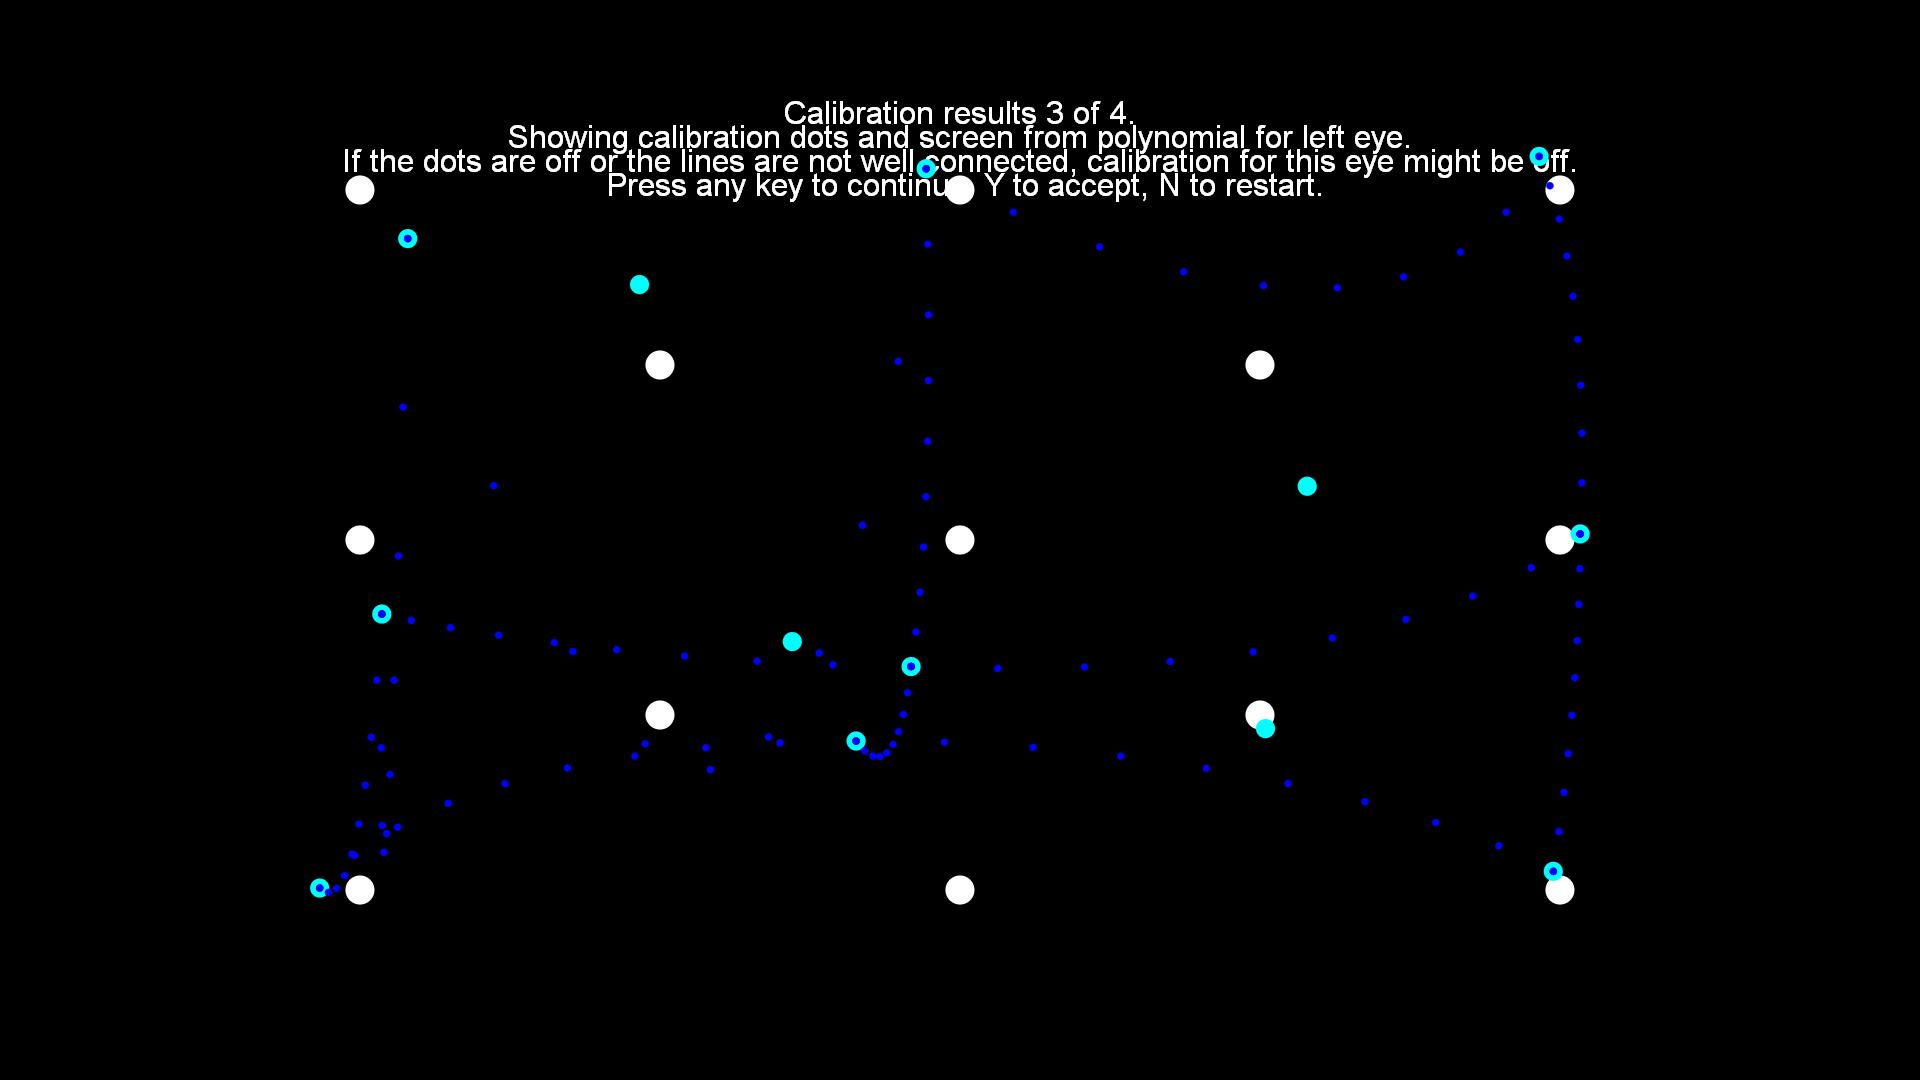 Calibration results 3 of 4.
Showing calibration dots and screen from polynomial for left eye.
If the dots are off or the lines are not well connected, calibration for this eye might be off.
Press any key to continue, Y to accept, N to restart.